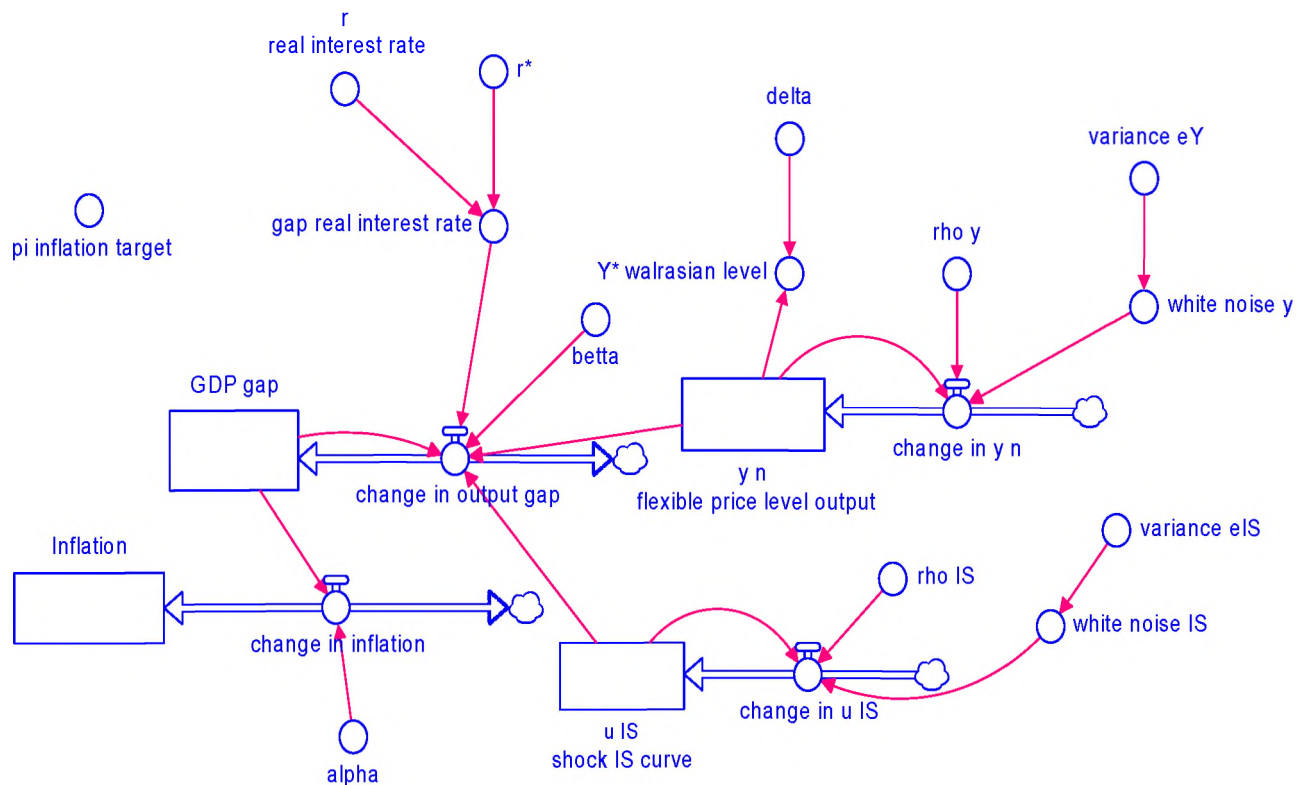 r
real interest rate
r*
delta
variance eY
pi inflation target
gap real interest rate
rho y
Y* walrasian level
white noise y
betta
GDP gap
change in y n
change in output gap
y n
flexible price level output
Inflation
variance eIS
rho IS
white noise IS
change in inflation
change in u IS
u IS
shock IS curve
alpha